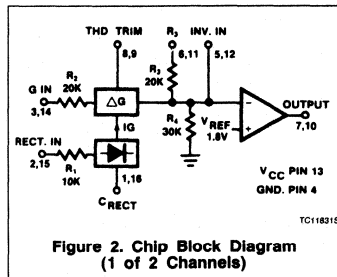 THD TRIM
R3
INV. IN
8,9
6,11
5,12
R2
20K
R3
20K
G IN
3,14
ΔG
OUTPUT
7,10
IG
R4
30K
VREF
1.8V
RECT. IN
2,15
R1
10K
1,16
CRECT
VCC PIN 13
GND. PIN 4
TC11831S
Figure 2. Chip Block Diagram
(1 of 2 Channels)